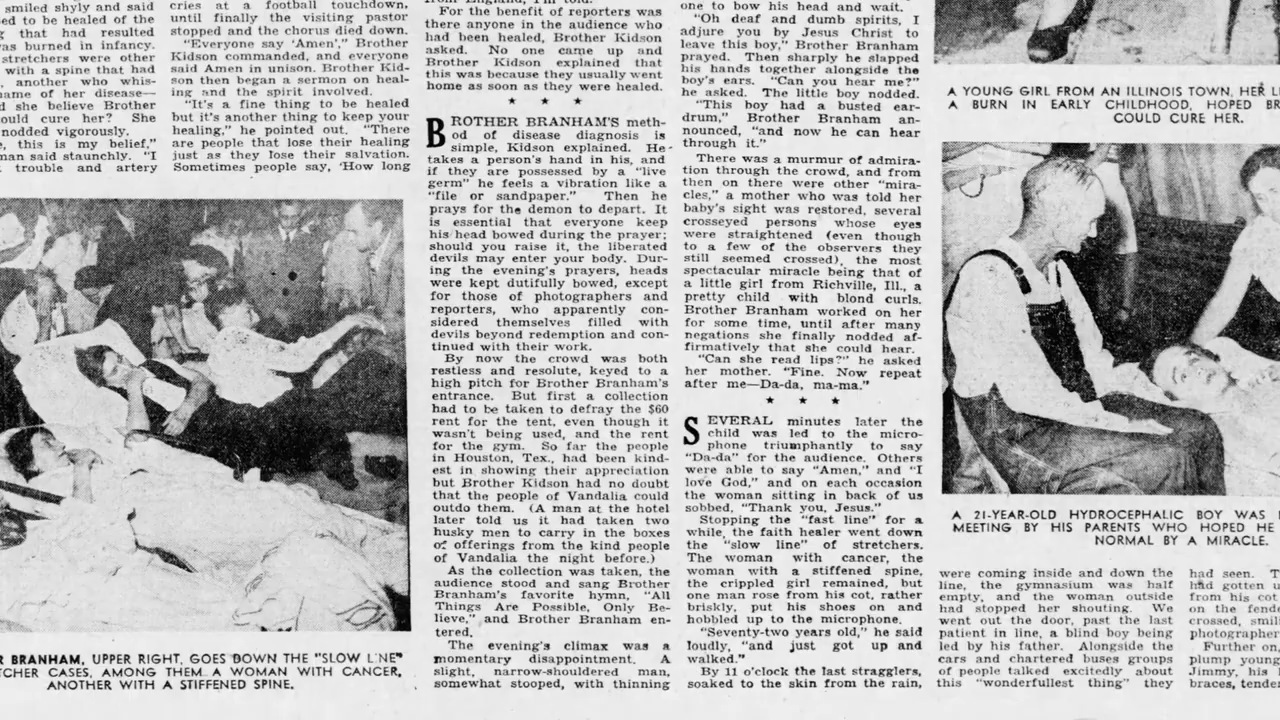 smiled shyly and said
ed to be healed of the
g that had resulted
as burned in infancy.
stretchers were other
with a spine that had
, another who whis-
name of her disease—
d she believe Brother
ould cure her? She
nodded vigorously.
e, this is my belief,"
man said staunchly. "I
trouble and artery
cries at a football touchdown,
until finally the visiting pastor
stopped and the chorus died down.
"Everyone say 'Amen'," Brother
Kidson commanded, and everyone
said Amen in unison. Brother Kid-
son then began a sermon on heal-
ing and the spirit involved.
"It's a fine thing to be healed
but it's another thing to keep your
healing," he pointed out. "There
are people that lose their healing
just as they lose their salvation.
Sometimes people say, 'How long
R BRANHAM, UPPER RIGHT, GOES DOWN THE "SLOW LINE"
TCHER CASES, AMONG THEM A WOMAN WITH CANCER,
ANOTHER WITH A STIFFENED SPINE.
from England, I'm told.
For the benefit of reporters was
there anyone in the audience who
had been healed, Brother Kidson
asked. No one came up and
Brother Kidson explained that
this was because they usually went
home as soon as they were healed.
★ ★ ★
BROTHER BRANHAM'S meth-
od of disease diagnosis is
simple, Kidson explained. He
takes a person's hand in his, and
if they are possessed by a "live
germ" he feels a vibration like a
"file or sandpaper." Then he
prays for the demon to depart. It
is essential that everyone keep
his head bowed during the prayer;
should you raise it, the liberated
devils may enter your body. Dur-
ing the evening's prayers, heads
were kept dutifully bowed, except
for those of photographers and
reporters, who apparently con-
sidered themselves filled with
devils beyond redemption and con-
tinued with their work.
By now the crowd was both
restless and resolute, keyed to a
high pitch for Brother Branham's
entrance. But first a collection
had to be taken to defray the $60
rent for the tent, even though it
wasn't being used, and the rent
for the gym. So far the people
in Houston, Tex., had been kind-
est in showing their appreciation
but Brother Kidson had no doubt
that the people of Vandalia could
outdo them. (A man at the hotel
later told us it had taken two
husky men to carry in the boxes
of offerings from the kind people
of Vandalia the night before.)
As the collection was taken, the
audience stood and sang Brother
Branham's favorite hymn, "All
Things Are Possible, Only Be-
lieve," and Brother Branham en-
tered.
The evening's climax was a
momentary disappointment. A
slight, narrow-shouldered man,
somewhat stooped, with thinning
one to bow his head and wait.
"Oh deaf and dumb spirits, I
adjure you by Jesus Christ to
leave this boy," Brother Branham
prayed. Then sharply he slapped
his hands together alongside the
boy's ears. "Can you hear me?"
he asked. The little boy nodded.
"This boy had a busted ear-
drum," Brother Branham an-
nounced, "and now he can hear
through it."
There was a murmur of admira-
tion through the crowd, and from
then on there were other "mira-
cles," a mother who was told her
baby's sight was restored, several
crosseyed persons whose eyes
were straightened (even though
to a few of the observers they
still seemed crossed), the most
spectacular miracle being that of
a little girl from Richville, Ill., a
pretty child with blond curls.
Brother Branham worked on her
for some time, until after many
negations she finally nodded af-
firmatively that she could hear.
"Can she read lips?" he asked
her mother. "Fine. Now repeat
after me—Da-da, ma-ma."
★ ★ ★
SEVERAL minutes later the
child was led to the micro-
phone triumphantly to say
"Da-da" for the audience. Others
were able to say "Amen," and "I
love God," and on each occasion
the woman sitting in back of us
sobbed, "Thank you, Jesus."
Stopping the "fast line" for a
while, the faith healer went down
the "slow line" of stretchers.
The woman with cancer, the
woman with a stiffened spine,
the crippled girl remained, but
one man rose from his cot, rather
briskly, put his shoes on and
hobbled up to the microphone.
"Seventy-two years old," he said
loudly, "and just got up and
walked."
By 11 o'clock the last stragglers,
soaked to the skin from the rain,
A YOUNG GIRL FROM AN ILLINOIS TOWN, HER
A BURN IN EARLY CHILDHOOD, HOPED
COULD CURE HER.
A 21-YEAR-OLD HYDROCEPHALIC BOY WAS
MEETING BY HIS PARENTS WHO HOPED HE
NORMAL BY A MIRACLE.
were coming inside and down the
line, the gymnasium was half
empty, and the woman outside
had stopped her shouting. We
went out the door, past the last
patient in line, a blind boy being
led by his father. Alongside the
cars and chartered buses groups
of people talked excitedly about
this "wonderfullest thing" they
had seen.
had gotten
from his cot
on the
crossed,
photographer
Further on,
plump young
Jimmy, his
braces,